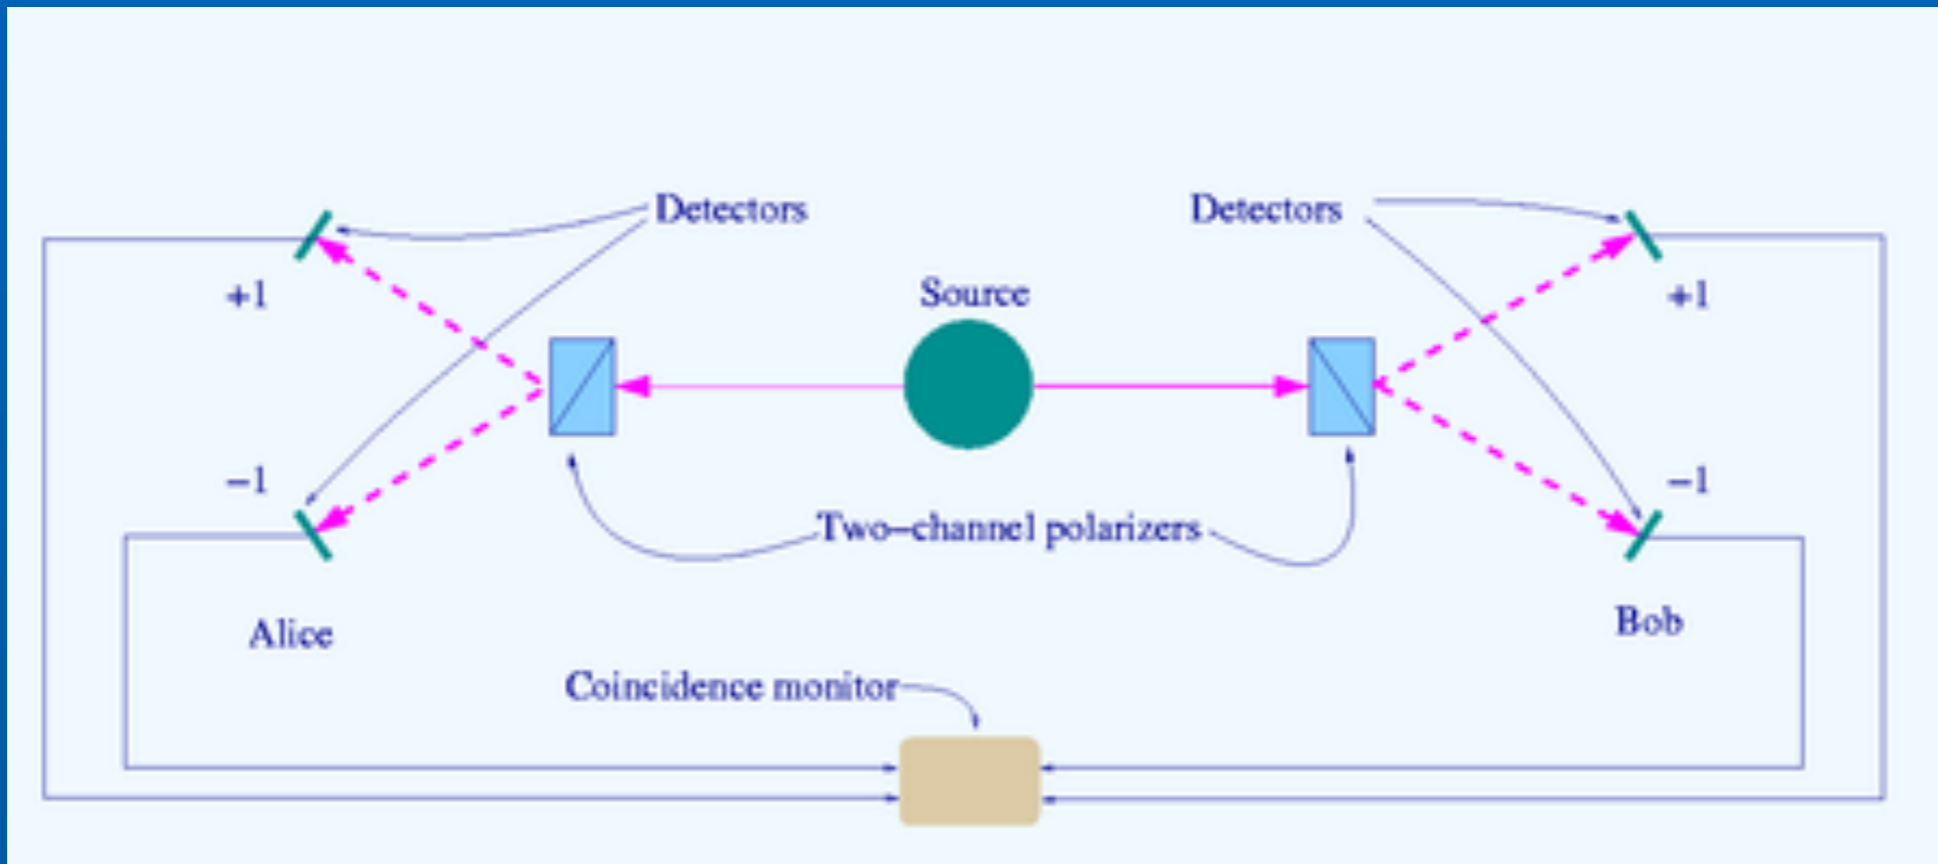 Detectors
Detectors
+1
Source
+1
−1
−1
Two−channel polarizers
Alice
Bob
Coincidence monitor